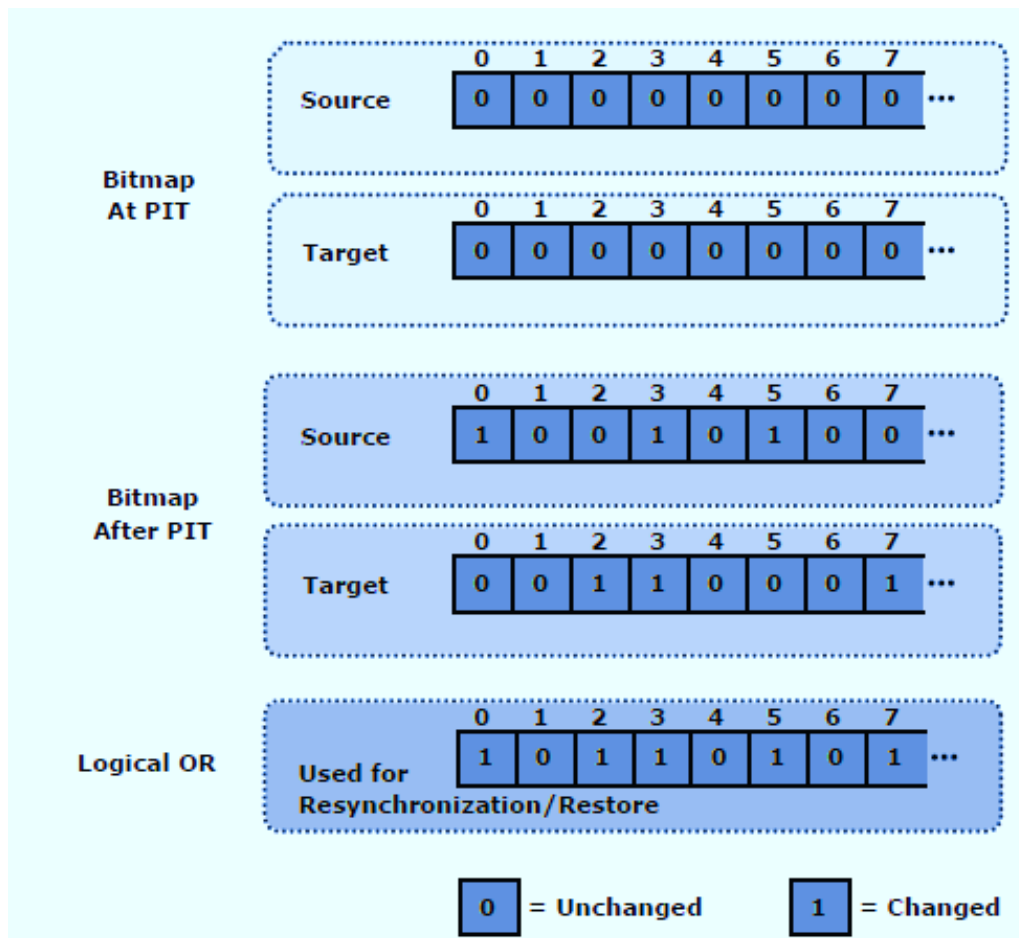 0 1 2 3 4 5 6 7
Source 0 0 0 0 0 0 0 0 ...
Bitmap
At PIT
0 1 2 3 4 5 6 7
Target 0 0 0 0 0 0 0 0 ...
0 1 2 3 4 5 6 7
Source 1 0 0 1 0 1 0 0 ...
Bitmap
After PIT
0 1 2 3 4 5 6 7
Target 0 0 1 1 0 0 0 1 ...
0 1 2 3 4 5 6 7
Logical OR
1 0 1 1 0 1 0 1 ...
Used for
Resynchronization/Restore
0 = Unchanged 1 = Changed